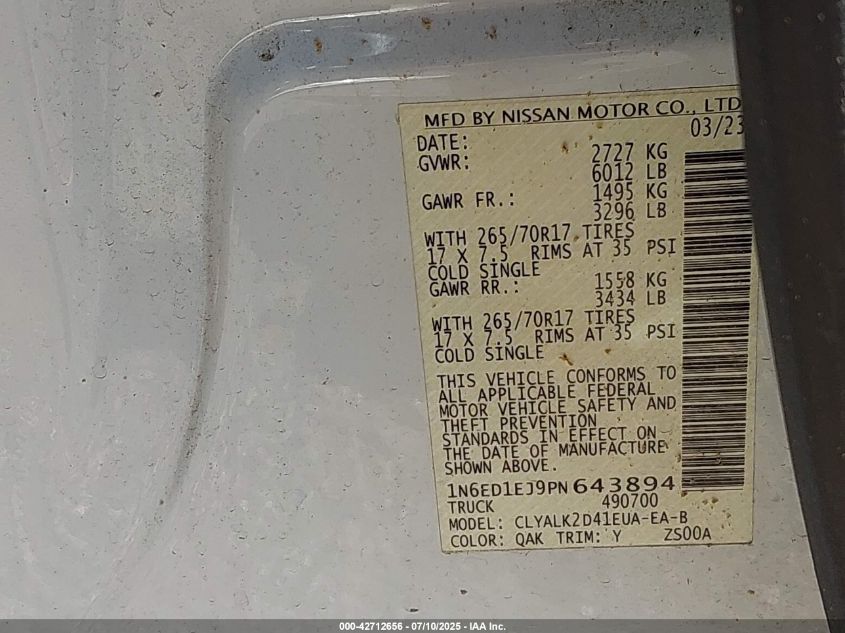 MFD BY NISSAN MOTOR CO., LTD
DATE: 03/23
GVWR: 2727 KG
6012 LB
GAWR FR.: 1495 KG
3296 LB
WITH 265/70R17 TIRES
17 X 7.5 RIMS AT 35 PSI
COLD SINGLE
GAWR RR.: 1558 KG
3434 LB
WITH 265/70R17 TIRES
17 X 7.5 RIMS AT 35 PSI
COLD SINGLE
THIS VEHICLE CONFORMS TO
ALL APPLICABLE FEDERAL
MOTOR VEHICLE SAFETY AND
THEFT PREVENTION
STANDARDS IN EFFECT ON
THE DATE OF MANUFACTURE
SHOWN ABOVE.
1N6ED1EJ9PN643894
TRUCK 490700
MODEL: CLYALK2D41EUA-EA-B
COLOR: QAK TRIM: Y ZS00A
000-42712656 - 07/10/2025 - IAA Inc.